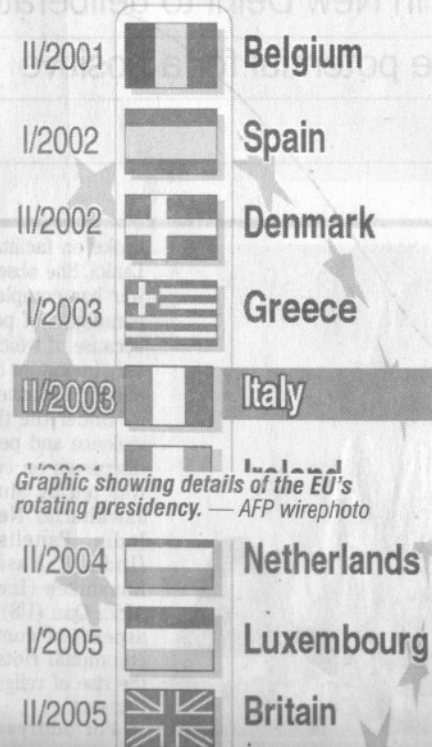 II/2001 Belgium
I/2002 Spain
II/2002 Denmark
I/2003 Greece
II/2003 Italy
Ireland
Graphic showing details of the EU's
rotating presidency. — AFP wirephoto
II/2004 Netherlands
I/2005 Luxembourg
II/2005 Britain